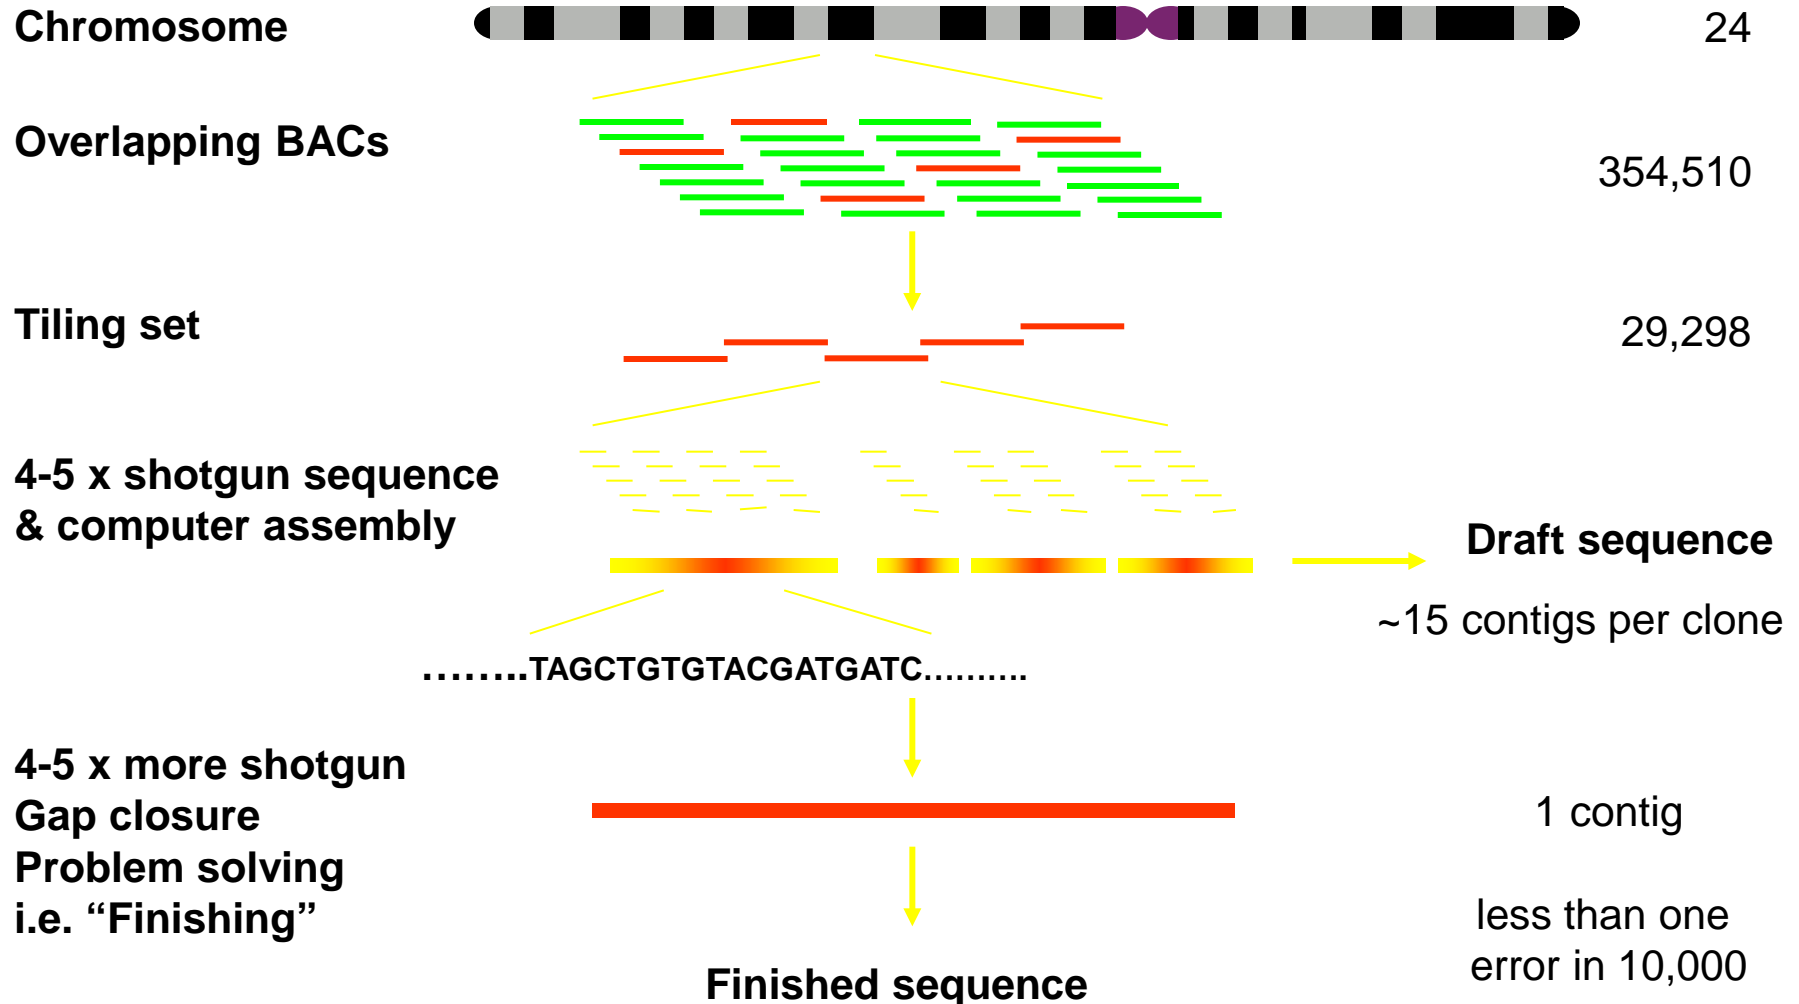 Chromosome
24
Overlapping BACs
354,510
Tiling set
29,298
4-5 x shotgun sequence
& computer assembly
Draft sequence
~15 contigs per clone
........TAGCTGTGTACGATGATC..........
4-5 x more shotgun
Gap closure
Problem solving
i.e. “Finishing”
1 contig
less than one
error in 10,000
Finished sequence